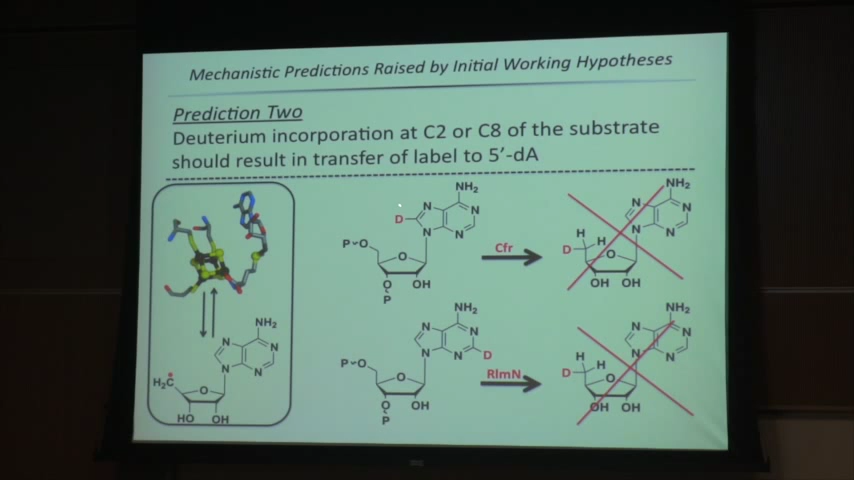 Mechanistic Predictions Raised by Initial Working Hypotheses
Prediction Two
Deuterium incorporation at C2 or C8 of the substrate
should result in transfer of label to 5'-dA
NH2
N
N
N
N
D
P
O
O
O
OH
P
Cfr
NH2
N
N
N
N
H
H
D
O
OH OH
NH2
N
N
N
N
H2C
O
HO OH
NH2
N
N
N
N
D
P
O
O
O
OH
P
RlmN
NH2
N
N
N
N
H
H
D
O
OH OH